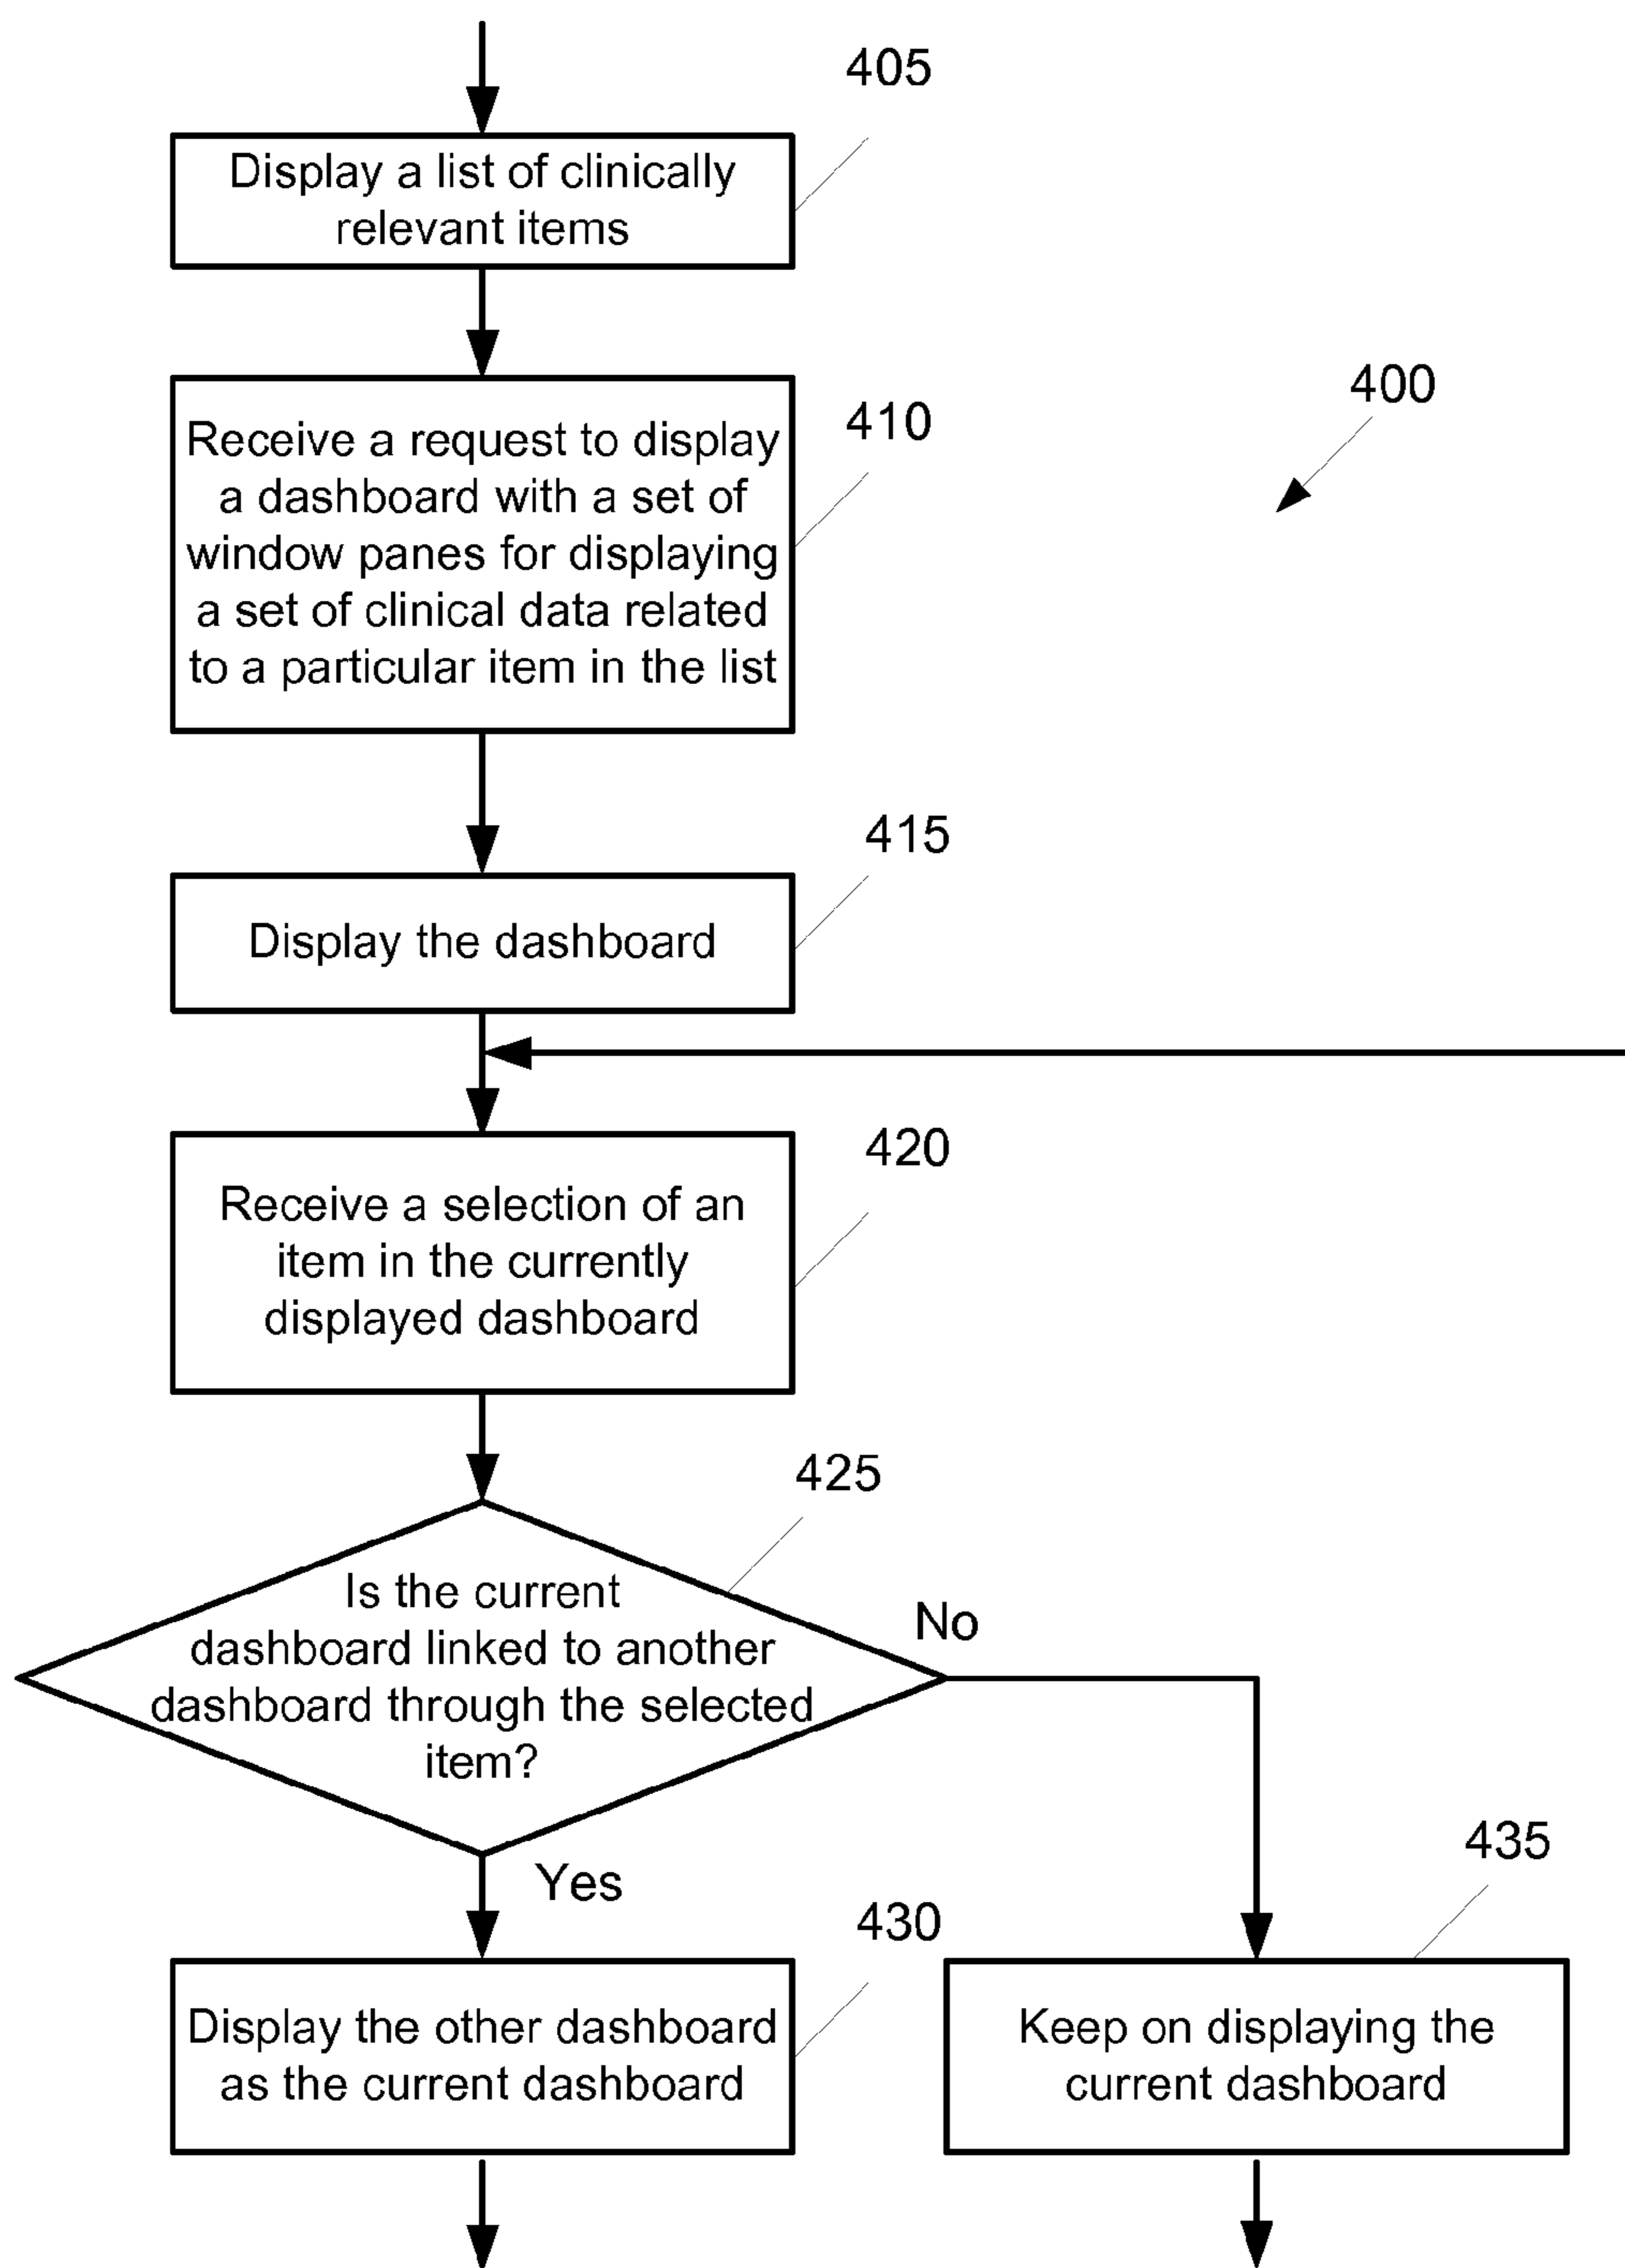 405
Display a list of clinically
relevant items
400
410
Receive a request to display
a dashboard with a set of
window panes for displaying
a set of clinical data related
to a particular item in the list
415
Display the dashboard
420
Receive a selection of an
item in the currently
displayed dashboard
425
Is the current
dashboard linked to another
dashboard through the selected
item?
No
Yes
435
430
Display the other dashboard
as the current dashboard
Keep on displaying the
current dashboard